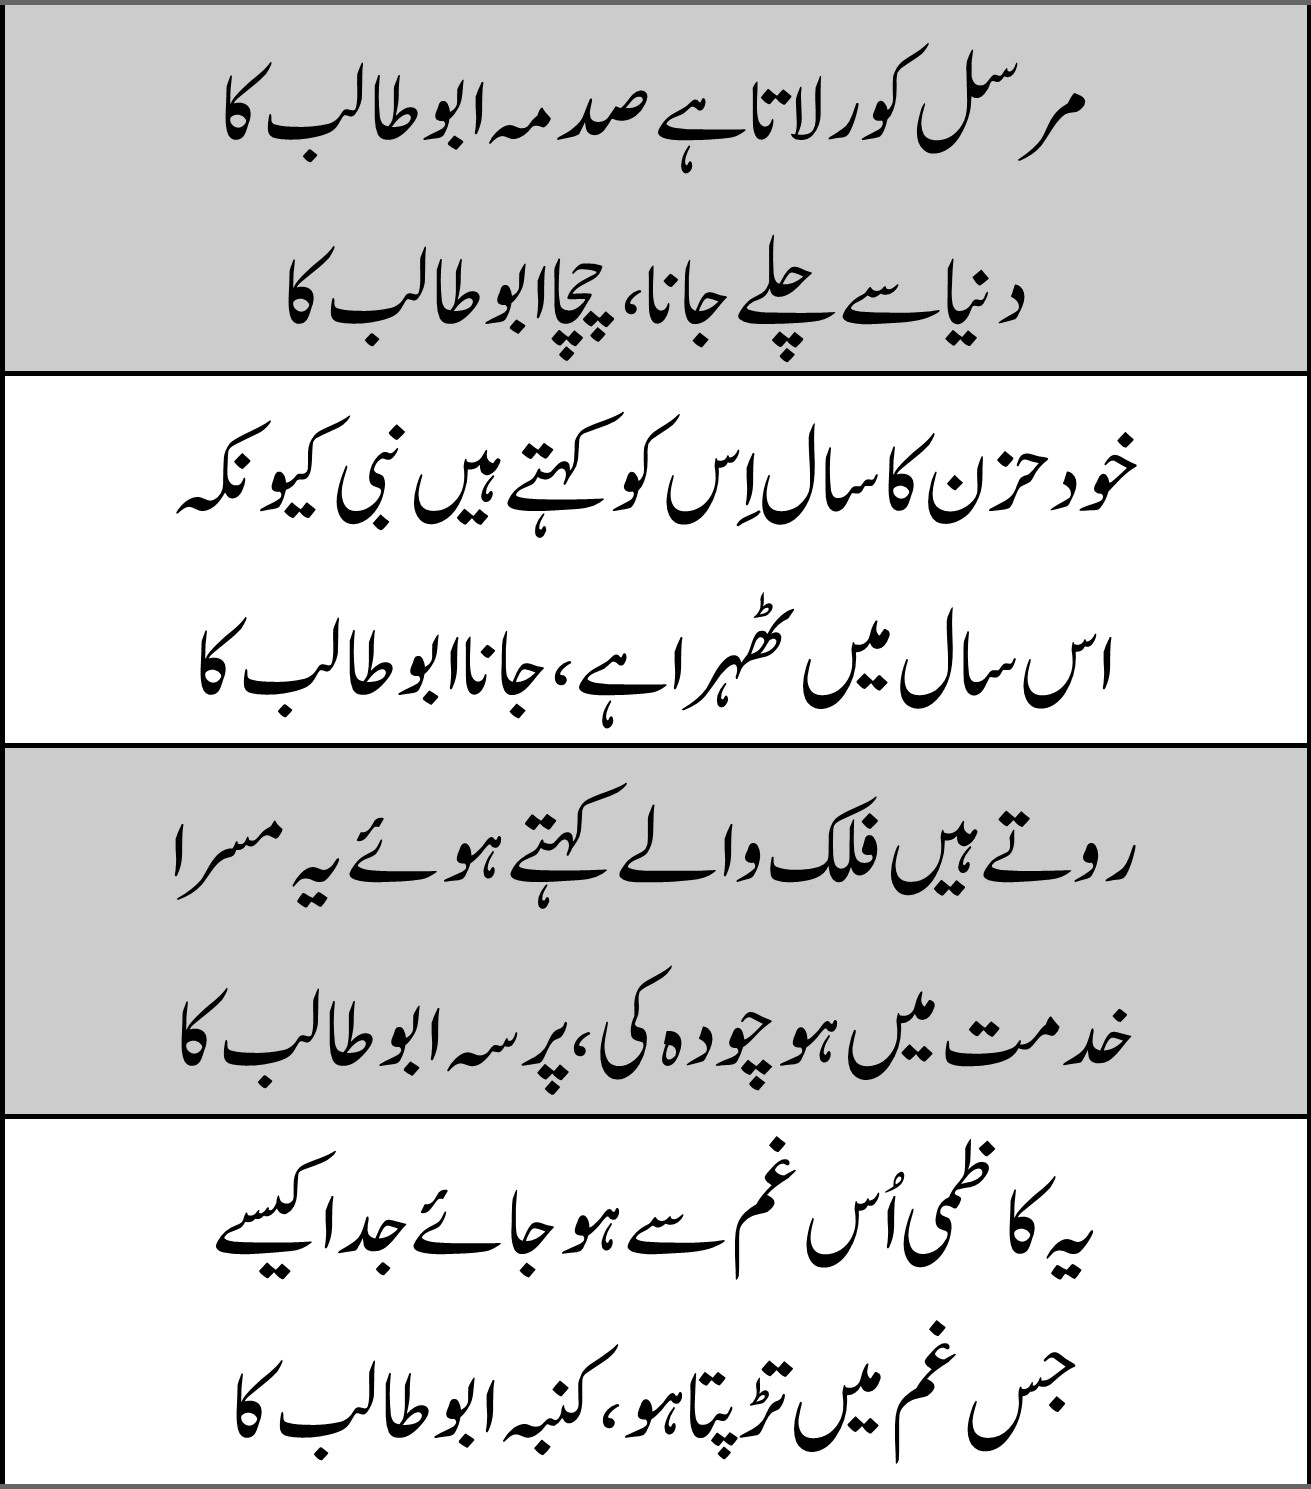 مرسل کو رلاتا ہے صدمہ ابو طالب کا
دنیا سے چلے جانا، چچا ابو طالب کا
خود حزن کا سال اِس کو کہتے ہیں نبی کیونکہ
اس سال میں ٹھہرا ہے، جانا ابو طالب کا
روتے ہیں فلک والے کہتے ہوئے یہ مسرا
خدمت میں ہو چودہ کی، پرسہ ابو طالب کا
یہ کاظمی اُس غم سے ہو جائے جدا کیسے
جس غم میں تڑپتا ہو، کنبہ ابو طالب کا